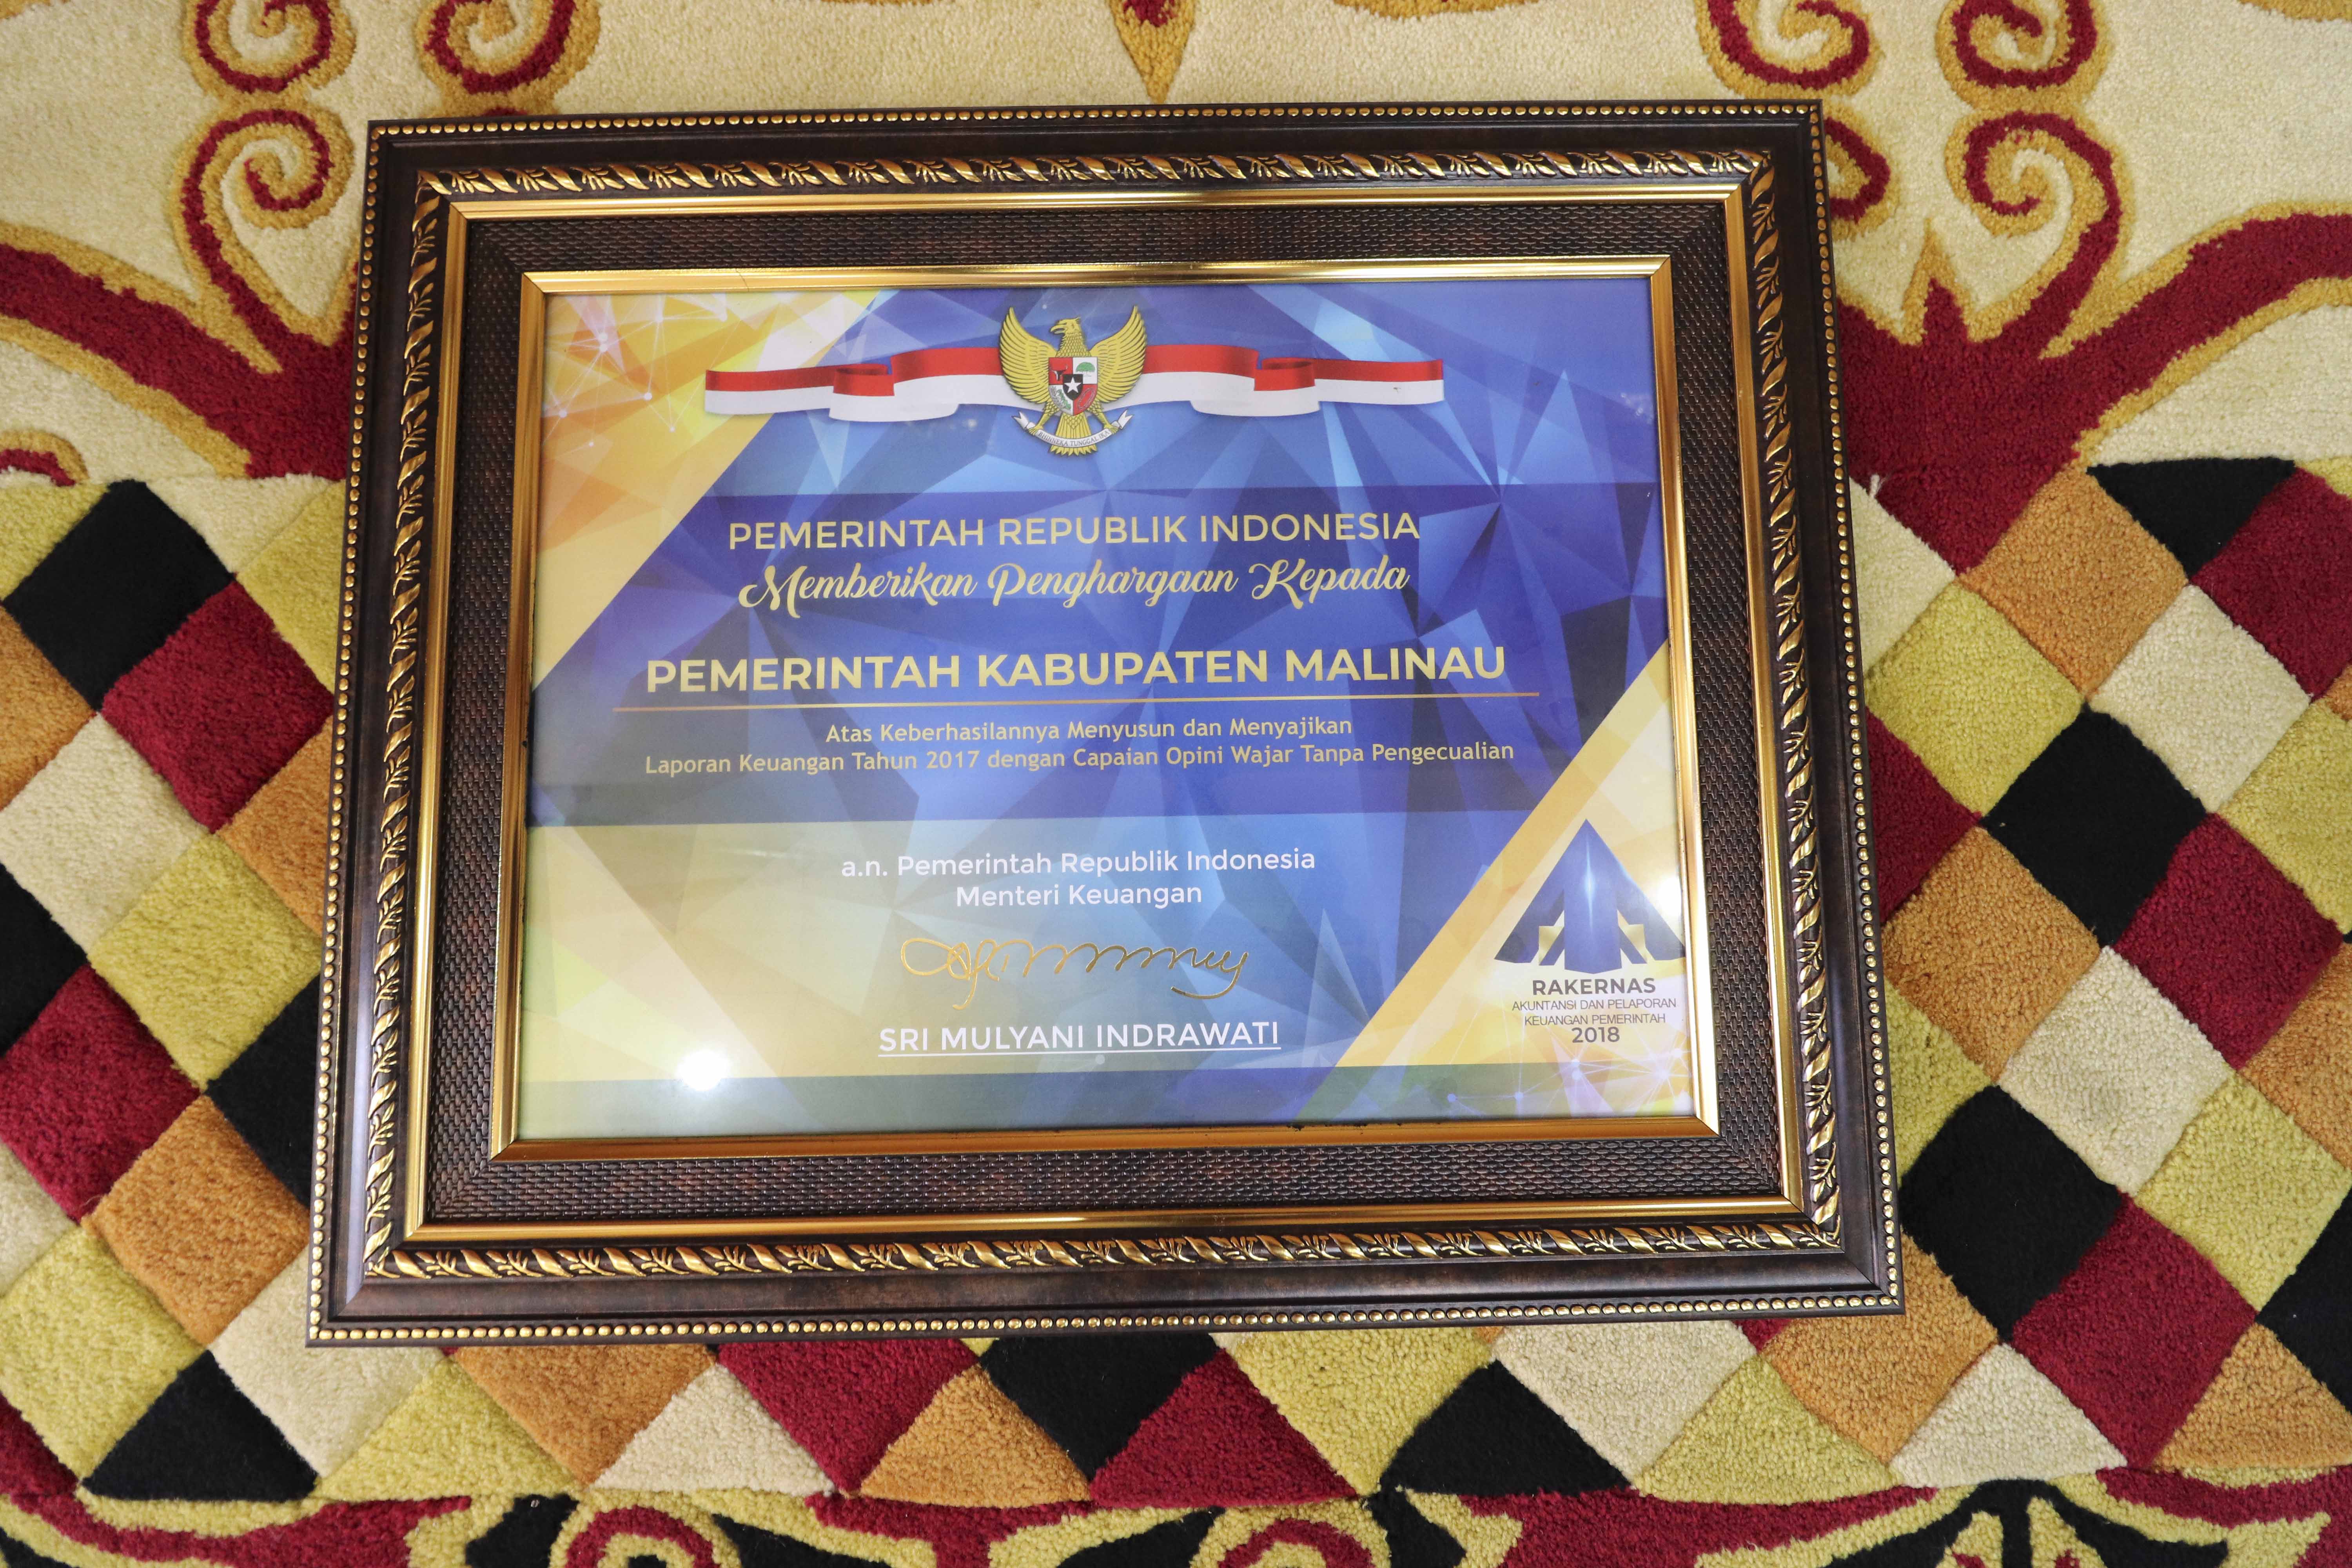 BHINNEKA TUNGGAL IKA
PEMERINTAH REPUBLIK INDONESIA
Memberikan Penghargaan Kepada
PEMERINTAH KABUPATEN MALINAU
Atas Keberhasilannya Menyusun dan Menyajikan
Laporan Keuangan Tahun 2017 dengan Capaian Opini Wajar Tanpa Pengecualian
a.n. Pemerintah Republik Indonesia
Menteri Keuangan
SRI MULYANI INDRAWATI
RAKERNAS
AKUNTANSI DAN PELAPORAN
KEUANGAN PEMERINTAH
2018